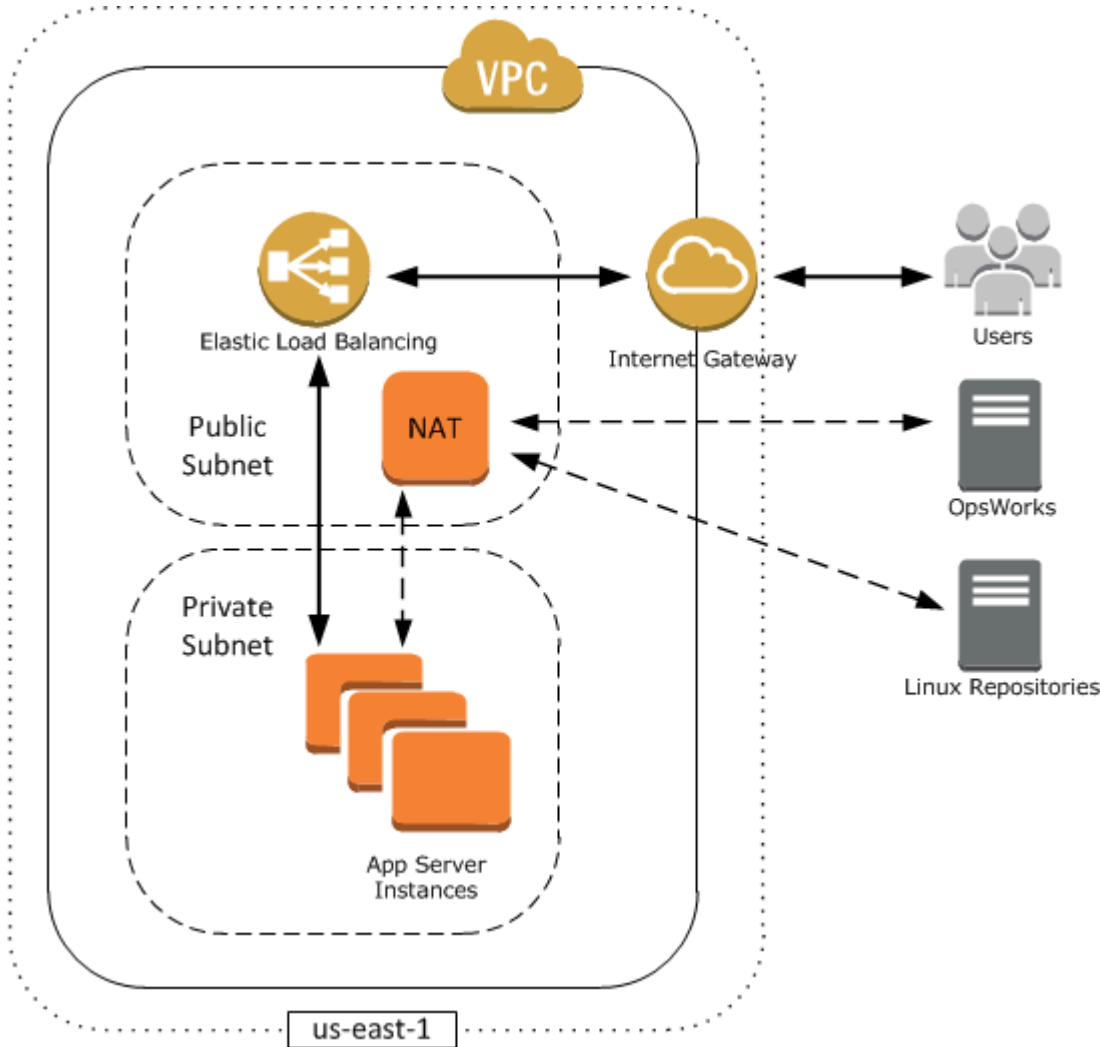 VPC
Elastic Load Balancing
Internet Gateway
Users
Public
Subnet
NAT
OpsWorks
Private
Subnet
Linux Repositories
App Server
Instances
us-east-1